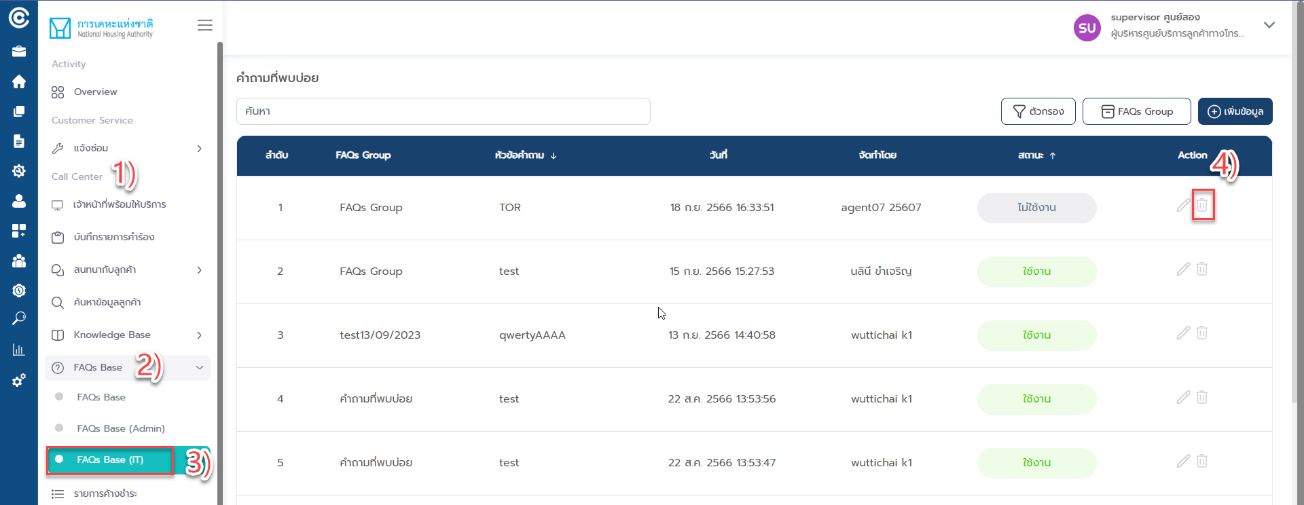 การเคหะแห่งชาติ
National Housing Authority
SU
supervisor ศูนย์สอง
ผู้บริหารศูนย์บริการลูกค้าทางโทร...
Activity
Overview
Customer Service
แจ้งซ่อม
Call Center
1)
เจ้าหน้าที่พร้อมให้บริการ
บันทึกรายการคำร้อง
สนทนากับลูกค้า
ค้นหาข้อมูลลูกค้า
Knowledge Base
FAQs Base
2)
FAQs Base
FAQs Base (Admin)
FAQs Base (IT)
3)
รายการค้างชำระ
คำถามที่พบบ่อย
ค้นหา
ตัวกรอง
FAQs Group
เพิ่มข้อมูล
ลำดับ FAQs Group หัวข้อคำถาม ↓ วันที่ จัดทำโดย สถานะ ↑ Action
4)
1 FAQs Group TOR 18 ก.ย. 2566 16:33:51 agent07 25607 ไม่ใช้งาน
2 FAQs Group test 15 ก.ย. 2566 15:27:53 นลินี ขำเจริญ ใช้งาน
3 test13/09/2023 qwertyAAAA 13 ก.ย. 2566 14:40:58 wuttichai k1 ใช้งาน
4 คำถามที่พบบ่อย test 22 ส.ค. 2566 13:53:56 wuttichai k1 ใช้งาน
5 คำถามที่พบบ่อย test 22 ส.ค. 2566 13:53:47 wuttichai k1 ใช้งาน